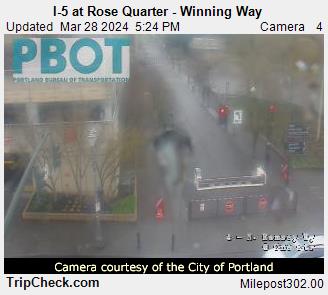 I-5 at Rose Quarter - Winning Way
Updated Mar 28 2024 5:24 PM Camera 4
PBOT
PORTLAND BUREAU OF TRANSPORTATION
Camera courtesy of the City of Portland
TripCheck.com Milepost302.00